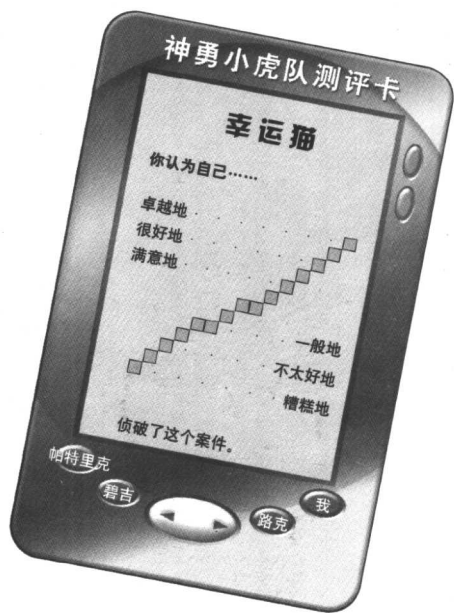 神勇小虎队测评卡
幸运猫
你认为自己……
卓越地
很好地
满意地
一般地
不太好地
糟糕地
侦破了这个案件。
帕特里克
碧吉
路克
我